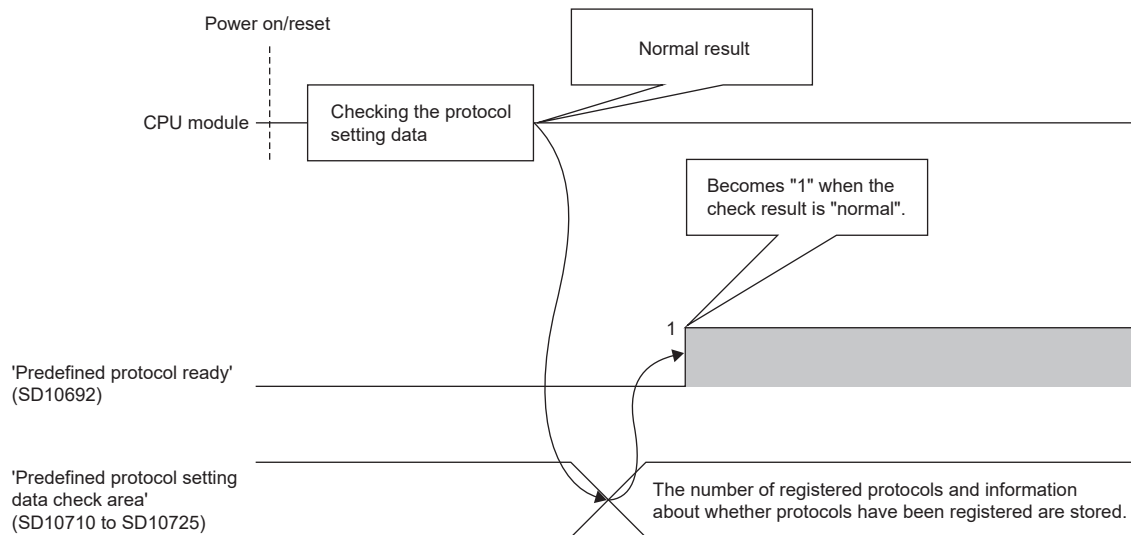 Power on/reset
Normal result
CPU module
Checking the protocol
setting data
Becomes "1" when the
check result is "normal".
1
'Predefined protocol ready'
(SD10692)
'Predefined protocol setting
data check area'
(SD10710 to SD10725)
The number of registered protocols and information
about whether protocols have been registered are stored.